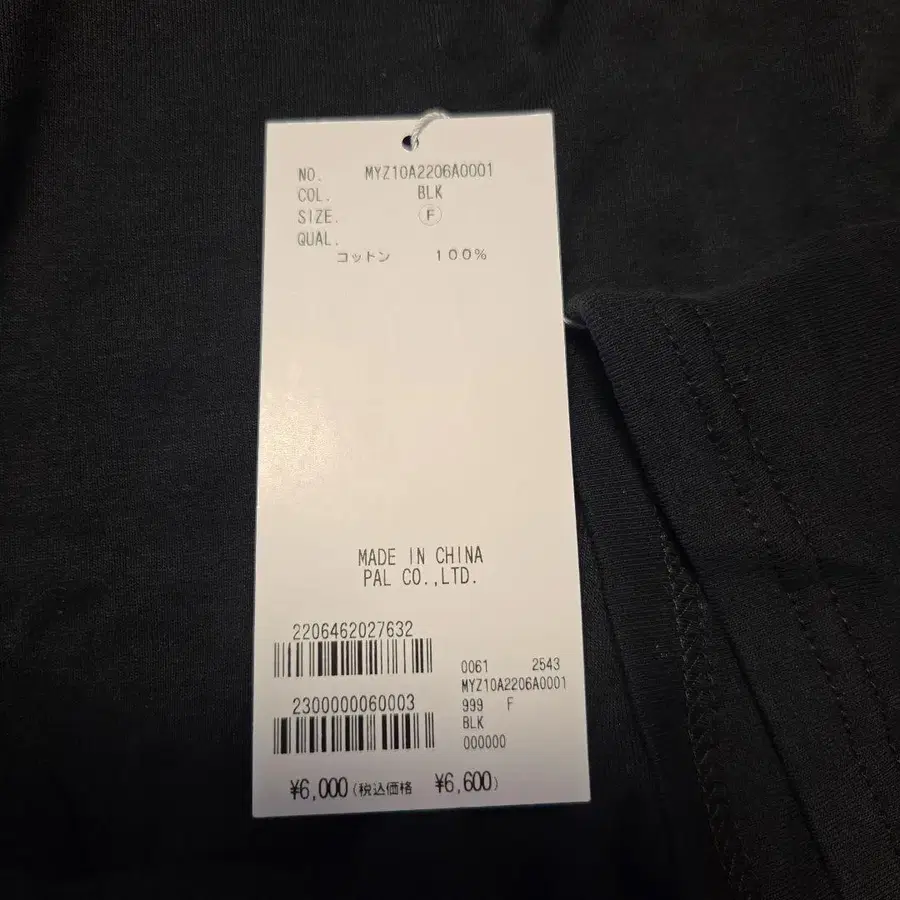 NO. MYZ10A2206A0001
COL. BLK
SIZE. F
QUAL.
コットン 100%
MADE IN CHINA
PAL CO.,LTD.
2206462027632
2300000060003
0061 2543
MYZ10A2206A0001
999 F
BLK
000000
¥6,000(税込価格 ¥6,600)